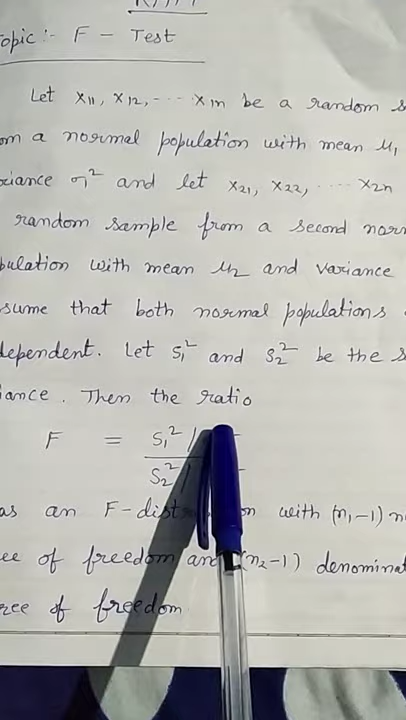 opic :- F - Test
Let x11, x12, ---- x1n be a random s
om a normal population with mean μ1
riance σ1² and let x21, x22, .... x2n
random sample from a second norm
pulation with mean μ2 and variance
sume that both normal populations
dependent. Let S1² and S2² be the s
iance. Then the ratio
F = S1² /
S2² /
as an F-dist on with (n1-1) n
ee of freedom an (n2-1) denominat
ree of freedom